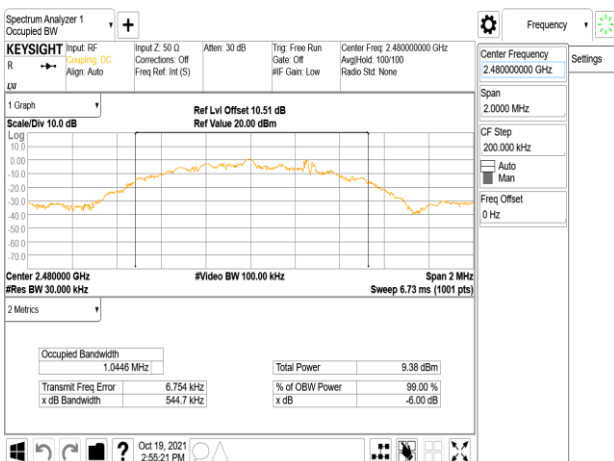 Spectrum Analyzer 1
Occupied BW
Frequency
KEYSIGHT
R
Input: RF
Coupling: DC
Align: Auto
Input Z: 50 Ω
Corrections: Off
Freq Ref: Int (S)
Atten: 30 dB
Trig: Free Run
Gate: Off
#IF Gain: Low
Center Freq: 2.480000000 GHz
Avg|Hold: 100/100
Radio Std: None
Center Frequency
2.480000000 GHz
Settings
Span
2.0000 MHz
CF Step
200.000 kHz
Auto
Man
Freq Offset
0 Hz
1 Graph
Scale/Div 10.0 dB
Ref Lvl Offset 10.51 dB
Ref Value 20.00 dBm
Log
10.0
0.00
-10.0
-20.0
-30.0
-40.0
-50.0
-60.0
-70.0
Center 2.480000 GHz
#Res BW 30.000 kHz
#Video BW 100.00 kHz
Span 2 MHz
Sweep 6.73 ms (1001 pts)
2 Metrics
Occupied Bandwidth
1.0446 MHz
Transmit Freq Error 6.754 kHz
x dB Bandwidth 544.7 kHz
Total Power 9.38 dBm
% of OBW Power 99.00 %
x dB -6.00 dB
Oct 19, 2021
2:55:21 PM